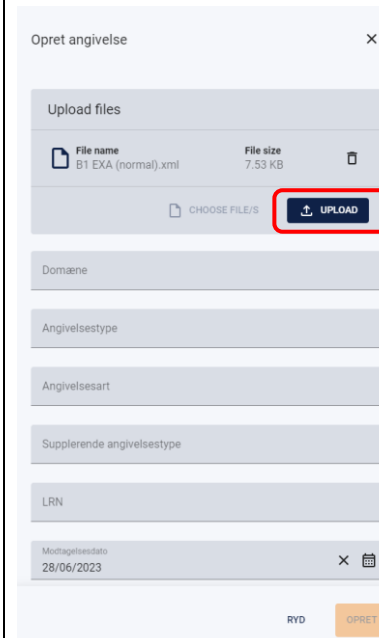 Opret angivelse
Upload files
File name File size
B1 EXA (normal).xml 7.53 KB
CHOOSE FILE/S UPLOAD
Domæne
Angivelsestype
Angivelsesart
Supplerende angivelsestype
LRN
Modtagelsesdato
28/06/2023
RYD OPRET